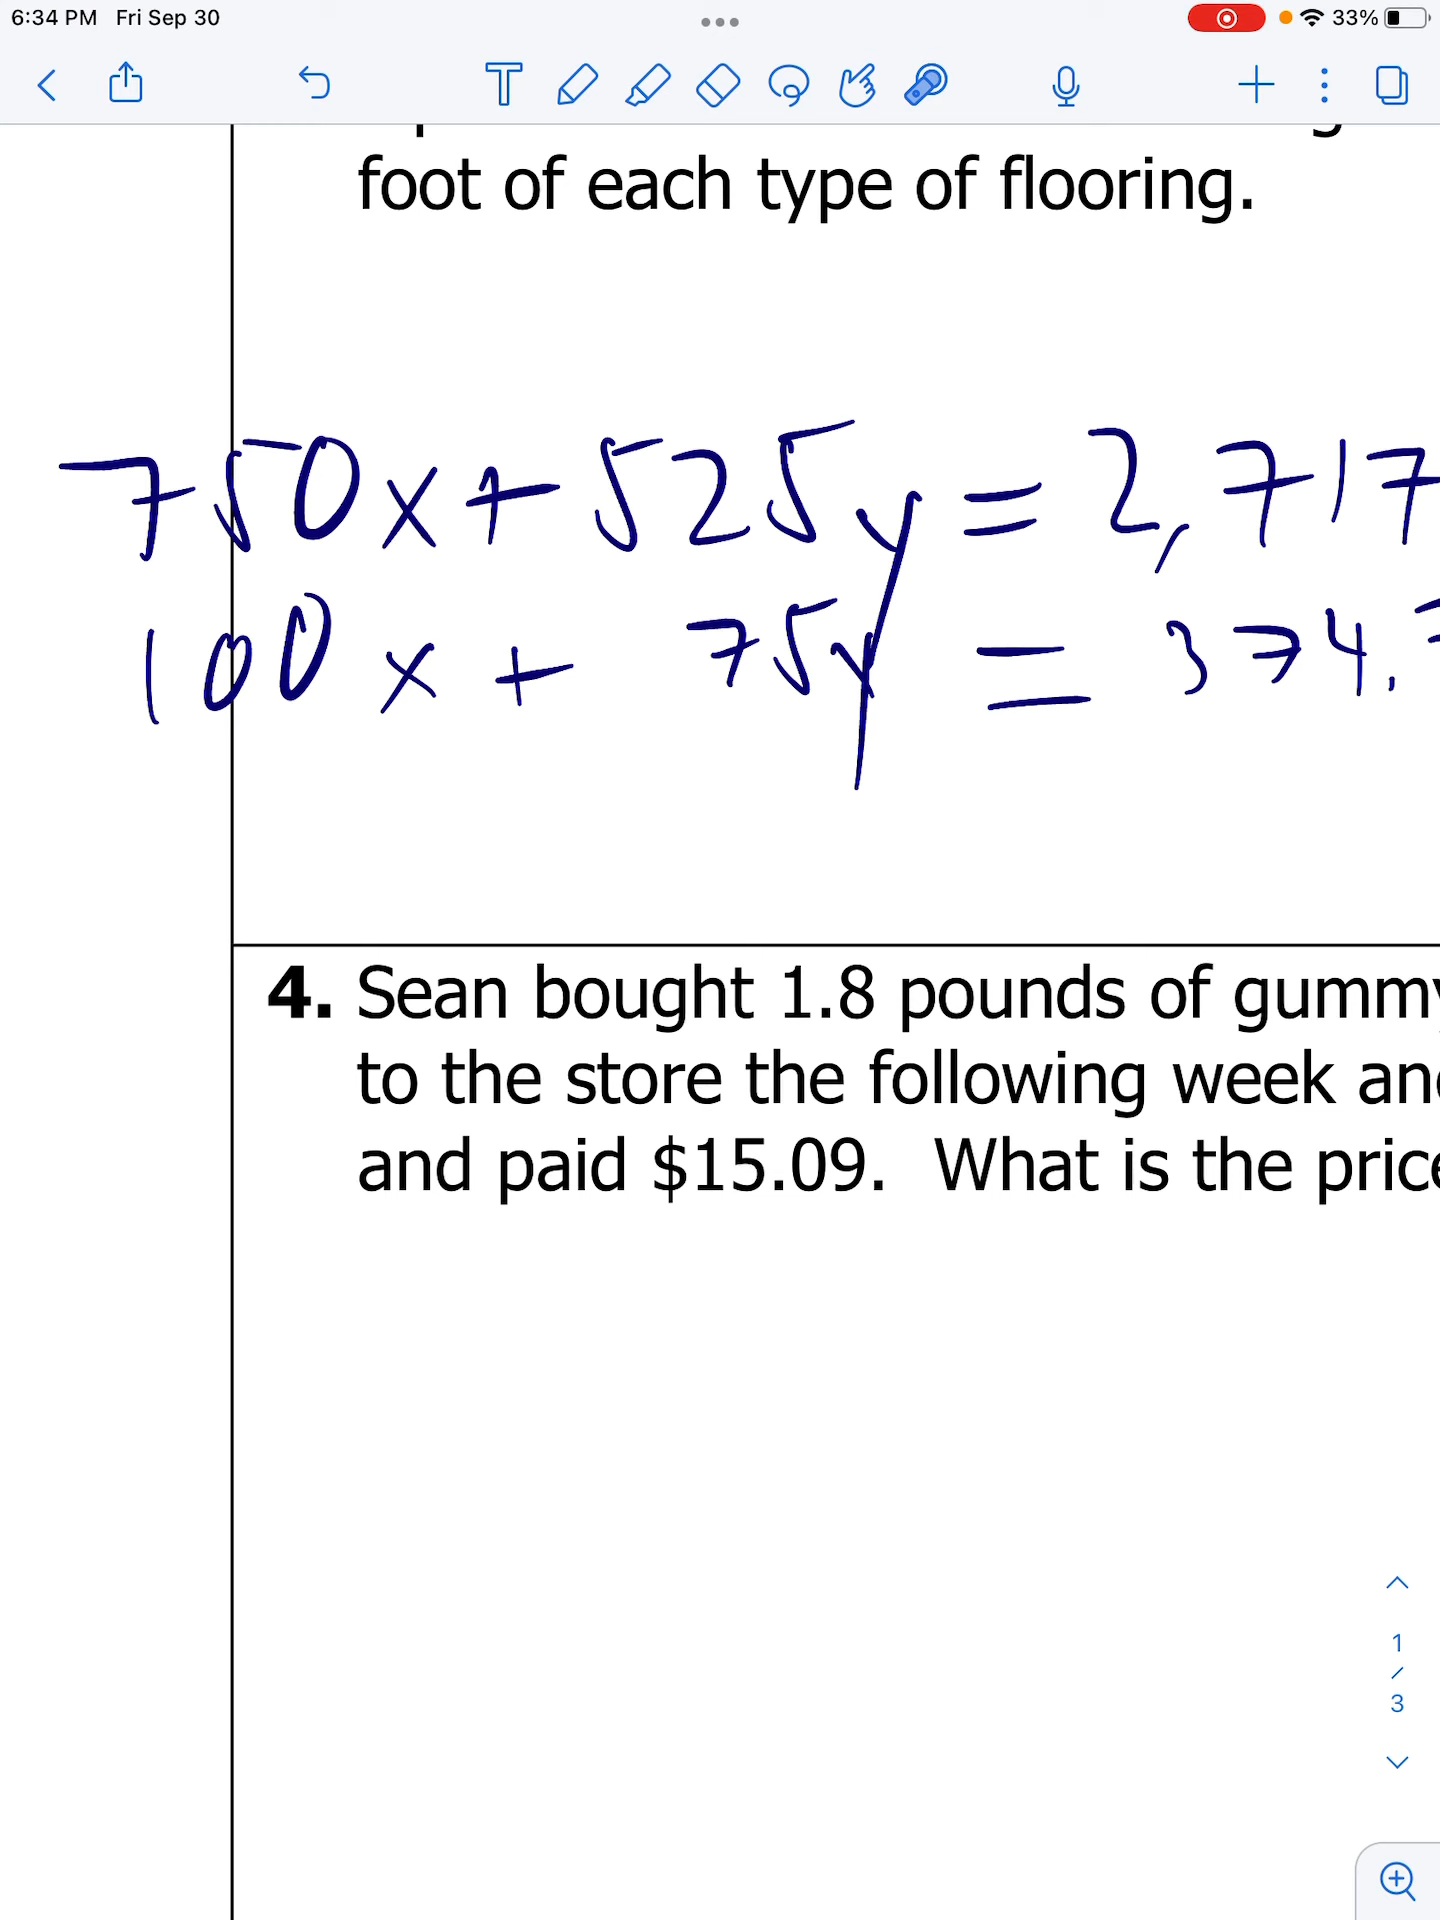 6:34 PM Fri Sep 30
33%
foot of each type of flooring.
750x+525y=2,717
100x+ 75y = 374.
4. Sean bought 1.8 pounds of gummy
to the store the following week an
and paid $15.09. What is the price
1
/
3